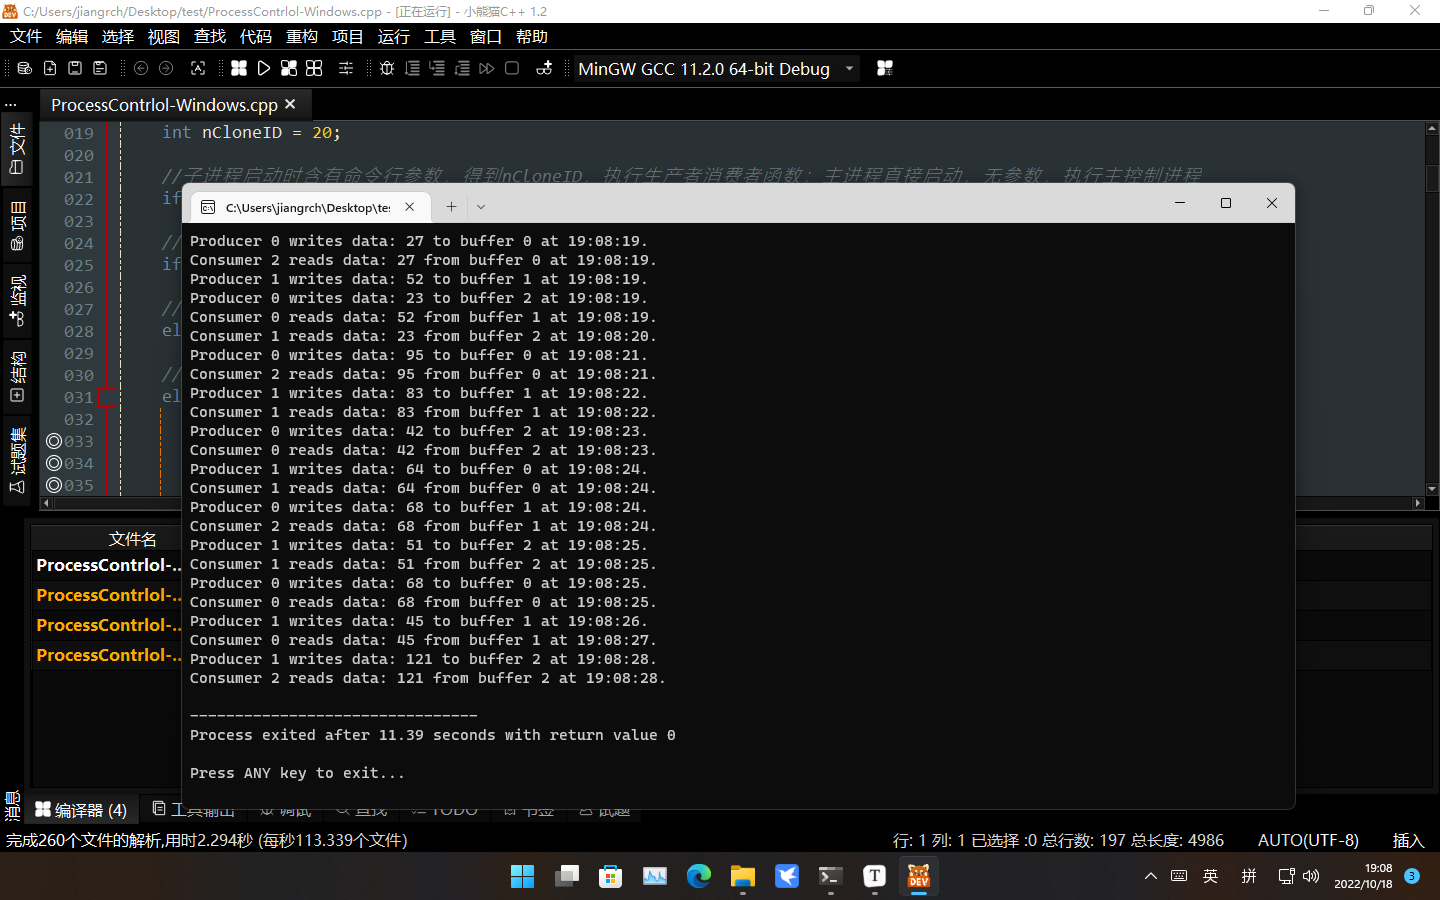 C:/Users/jiangrch/Desktop/test/ProcessContrlol-Windows.cpp - [正在运行] - 小熊猫C++ 1.2
文件 编辑 选择 视图 查找 代码 重构 项目 运行 工具 窗口 帮助
MinGW GCC 11.2.0 64-bit Debug
... ProcessContrlol-Windows.cpp
文件
项目
监视
结构
试题集
019 int nCloneID = 20;
020
021 //子进程启动时含有命令行参数，得到nCloneID，执行生产者消费者函数；主进程直接启动，无参数，执行主控制进程
022 if
023
024 //
025 if
026
027 //
028 el
029
030 //
031 el
032
033
034
035
C:\Users\jiangrch\Desktop\te
Producer 0 writes data: 27 to buffer 0 at 19:08:19.
Consumer 2 reads data: 27 from buffer 0 at 19:08:19.
Producer 1 writes data: 52 to buffer 1 at 19:08:19.
Producer 0 writes data: 23 to buffer 2 at 19:08:19.
Consumer 0 reads data: 52 from buffer 1 at 19:08:19.
Consumer 1 reads data: 23 from buffer 2 at 19:08:20.
Producer 0 writes data: 95 to buffer 0 at 19:08:21.
Consumer 2 reads data: 95 from buffer 0 at 19:08:21.
Producer 1 writes data: 83 to buffer 1 at 19:08:22.
Consumer 1 reads data: 83 from buffer 1 at 19:08:22.
Producer 0 writes data: 42 to buffer 2 at 19:08:23.
Consumer 0 reads data: 42 from buffer 2 at 19:08:23.
Producer 1 writes data: 64 to buffer 0 at 19:08:24.
Consumer 1 reads data: 64 from buffer 0 at 19:08:24.
Producer 0 writes data: 68 to buffer 1 at 19:08:24.
Consumer 2 reads data: 68 from buffer 1 at 19:08:24.
Producer 1 writes data: 51 to buffer 2 at 19:08:25.
Consumer 1 reads data: 51 from buffer 2 at 19:08:25.
Producer 0 writes data: 68 to buffer 0 at 19:08:25.
Consumer 0 reads data: 68 from buffer 0 at 19:08:25.
Producer 1 writes data: 45 to buffer 1 at 19:08:26.
Consumer 0 reads data: 45 from buffer 1 at 19:08:27.
Producer 1 writes data: 121 to buffer 2 at 19:08:28.
Consumer 2 reads data: 121 from buffer 2 at 19:08:28.
--------------------------------
Process exited after 11.39 seconds with return value 0
Press ANY key to exit...
文件名
ProcessContrlol-...
ProcessContrlol-...
ProcessContrlol-...
ProcessContrlol-...
消息
编译器 (4) 工具输出 调试 查找 TODO 书签 试题
完成260个文件的解析,用时2.294秒 (每秒113.339个文件) 行: 1 列: 1 已选择 :0 总行数: 197 总长度: 4986 AUTO(UTF-8) 插入
英 拼 19:08
2022/10/18 3